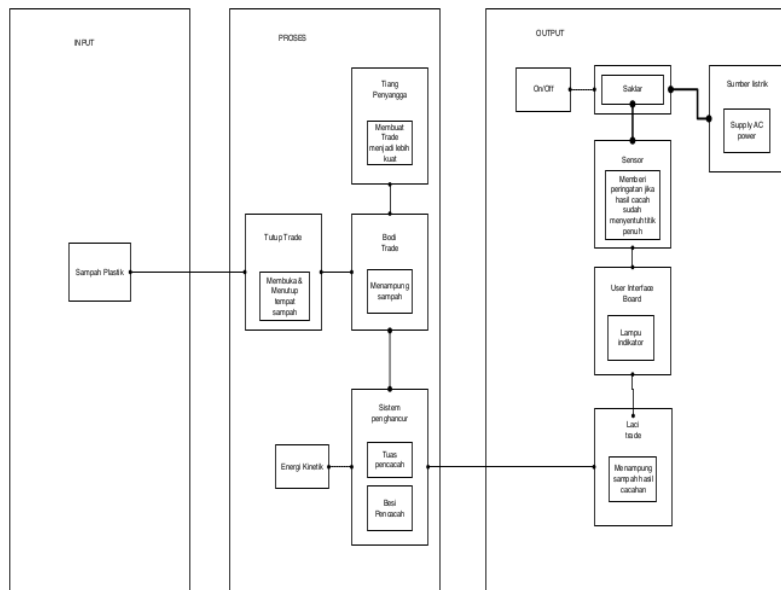 INPUT
Sampah Plastik
PROSES
Tiang
Penyangga
Membuat
Trade
menjadi lebih
kuat
Tutup Trade
Membuka &
Menutup
tempat
sampah
Bodi
Trade
Menampung
sampah
Energi Kinetik
Sistem
penghancur
Tuas
pencacah
Besi
Pencacah
OUTPUT
On/Off
Saklar
Sumber listrik
Supply AC
power
Sensor
Memberi
peringatan jika
hasil cacah
sudah
menyentuh titik
penuh
User Interface
Board
Lampu
indikator
Laci
trade
Menampung
sampah hasil
cacahan